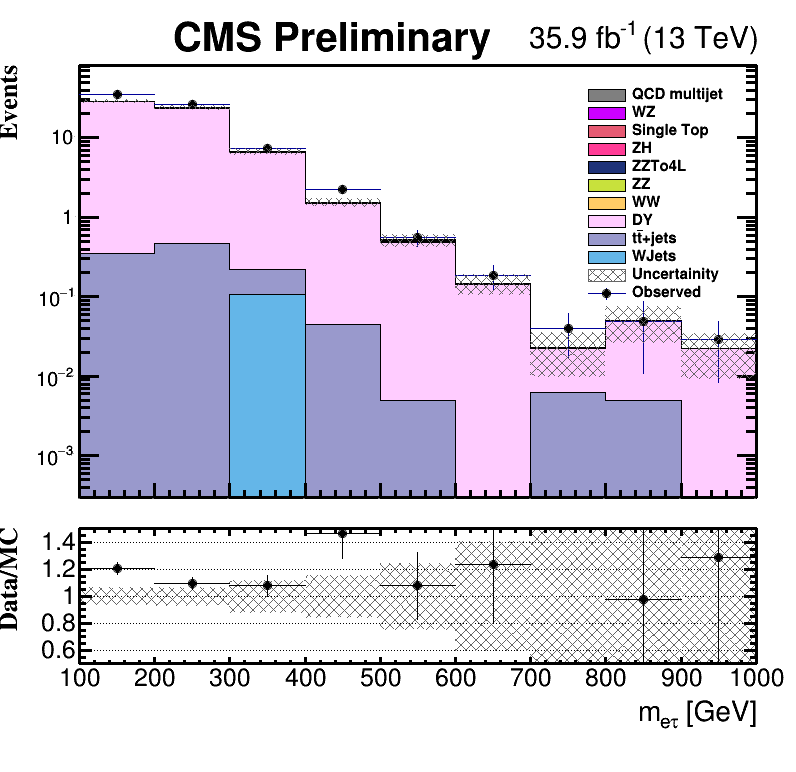 CMS Preliminary 35.9 fb⁻¹ (13 TeV)
Events
10
1
10⁻¹
10⁻²
10⁻³
QCD multijet
WZ
Single Top
ZH
ZZTo4L
ZZ
WW
DY
tt̄+jets
WJets
Uncertainity
Observed
Data/MC
1.4
1.2
1
0.8
0.6
100 200 300 400 500 600 700 800 900 1000
m_eτ [GeV]